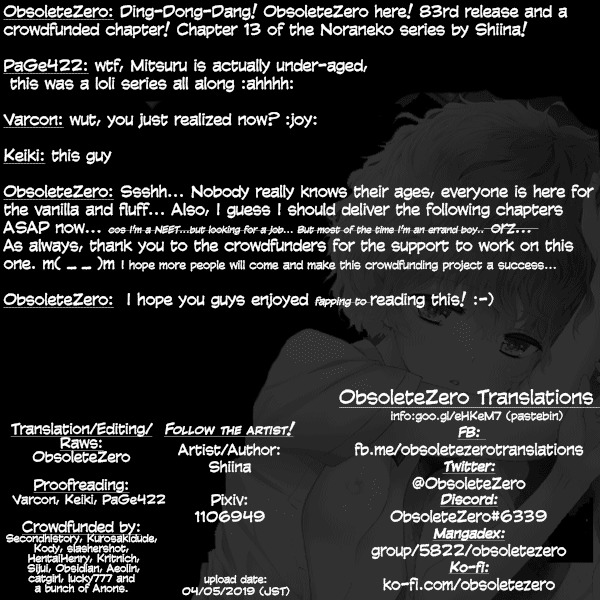 ObsoleteZero: Ding-Dong-Dang! ObsoleteZero here! 83rd release and a
crowdfunded chapter! Chapter 13 of the Noraneko series by Shiina!
PaGe422: wtf, Mitsuru is actually under-aged,
this was a loli series all along :ahhhh:
Varcon: wut, you just realized now? :joy:
Keiki: this guy
ObsoleteZero: Ssshh... Nobody really knows their ages, everyone is here for
the vanilla and fluff... Also, I guess I should deliver the following chapters
ASAP now... cos I'm a NEET...but looking for a job... But most of the time I'm an errand boy.. orz...
As always, thank you to the crowdfunders for the support to work on this
one. m( _ _ )m I hope more people will come and make this crowdfunding project a success...
ObsoleteZero: I hope you guys enjoyed fapping to reading this! :-)
Translation/Editing/
Raws:
ObsoleteZero
Proofreading:
Varcon, Keiki, PaGe422
Crowdfunded by:
Secondhistory, Kurosakidude,
Kody, slashershot,
HentaiHenry, Kritnich,
Sijui, Obsidian, Aeolin,
catgirl, lucky777 and
a bunch of Anons.
Follow the artist!
Artist/Author:
Shiina
Pixiv:
1106949
upload date:
04/05/2019 (JST)
ObsoleteZero Translations
info:goo.gl/eHKeM7 (pastebin)
FB:
fb.me/obsoletezerotranslations
Twitter:
@ObsoleteZero
Discord:
ObsoleteZero#6339
Mangadex:
group/5822/obsoletezero
Ko-fi:
ko-fi.com/obsoletezero